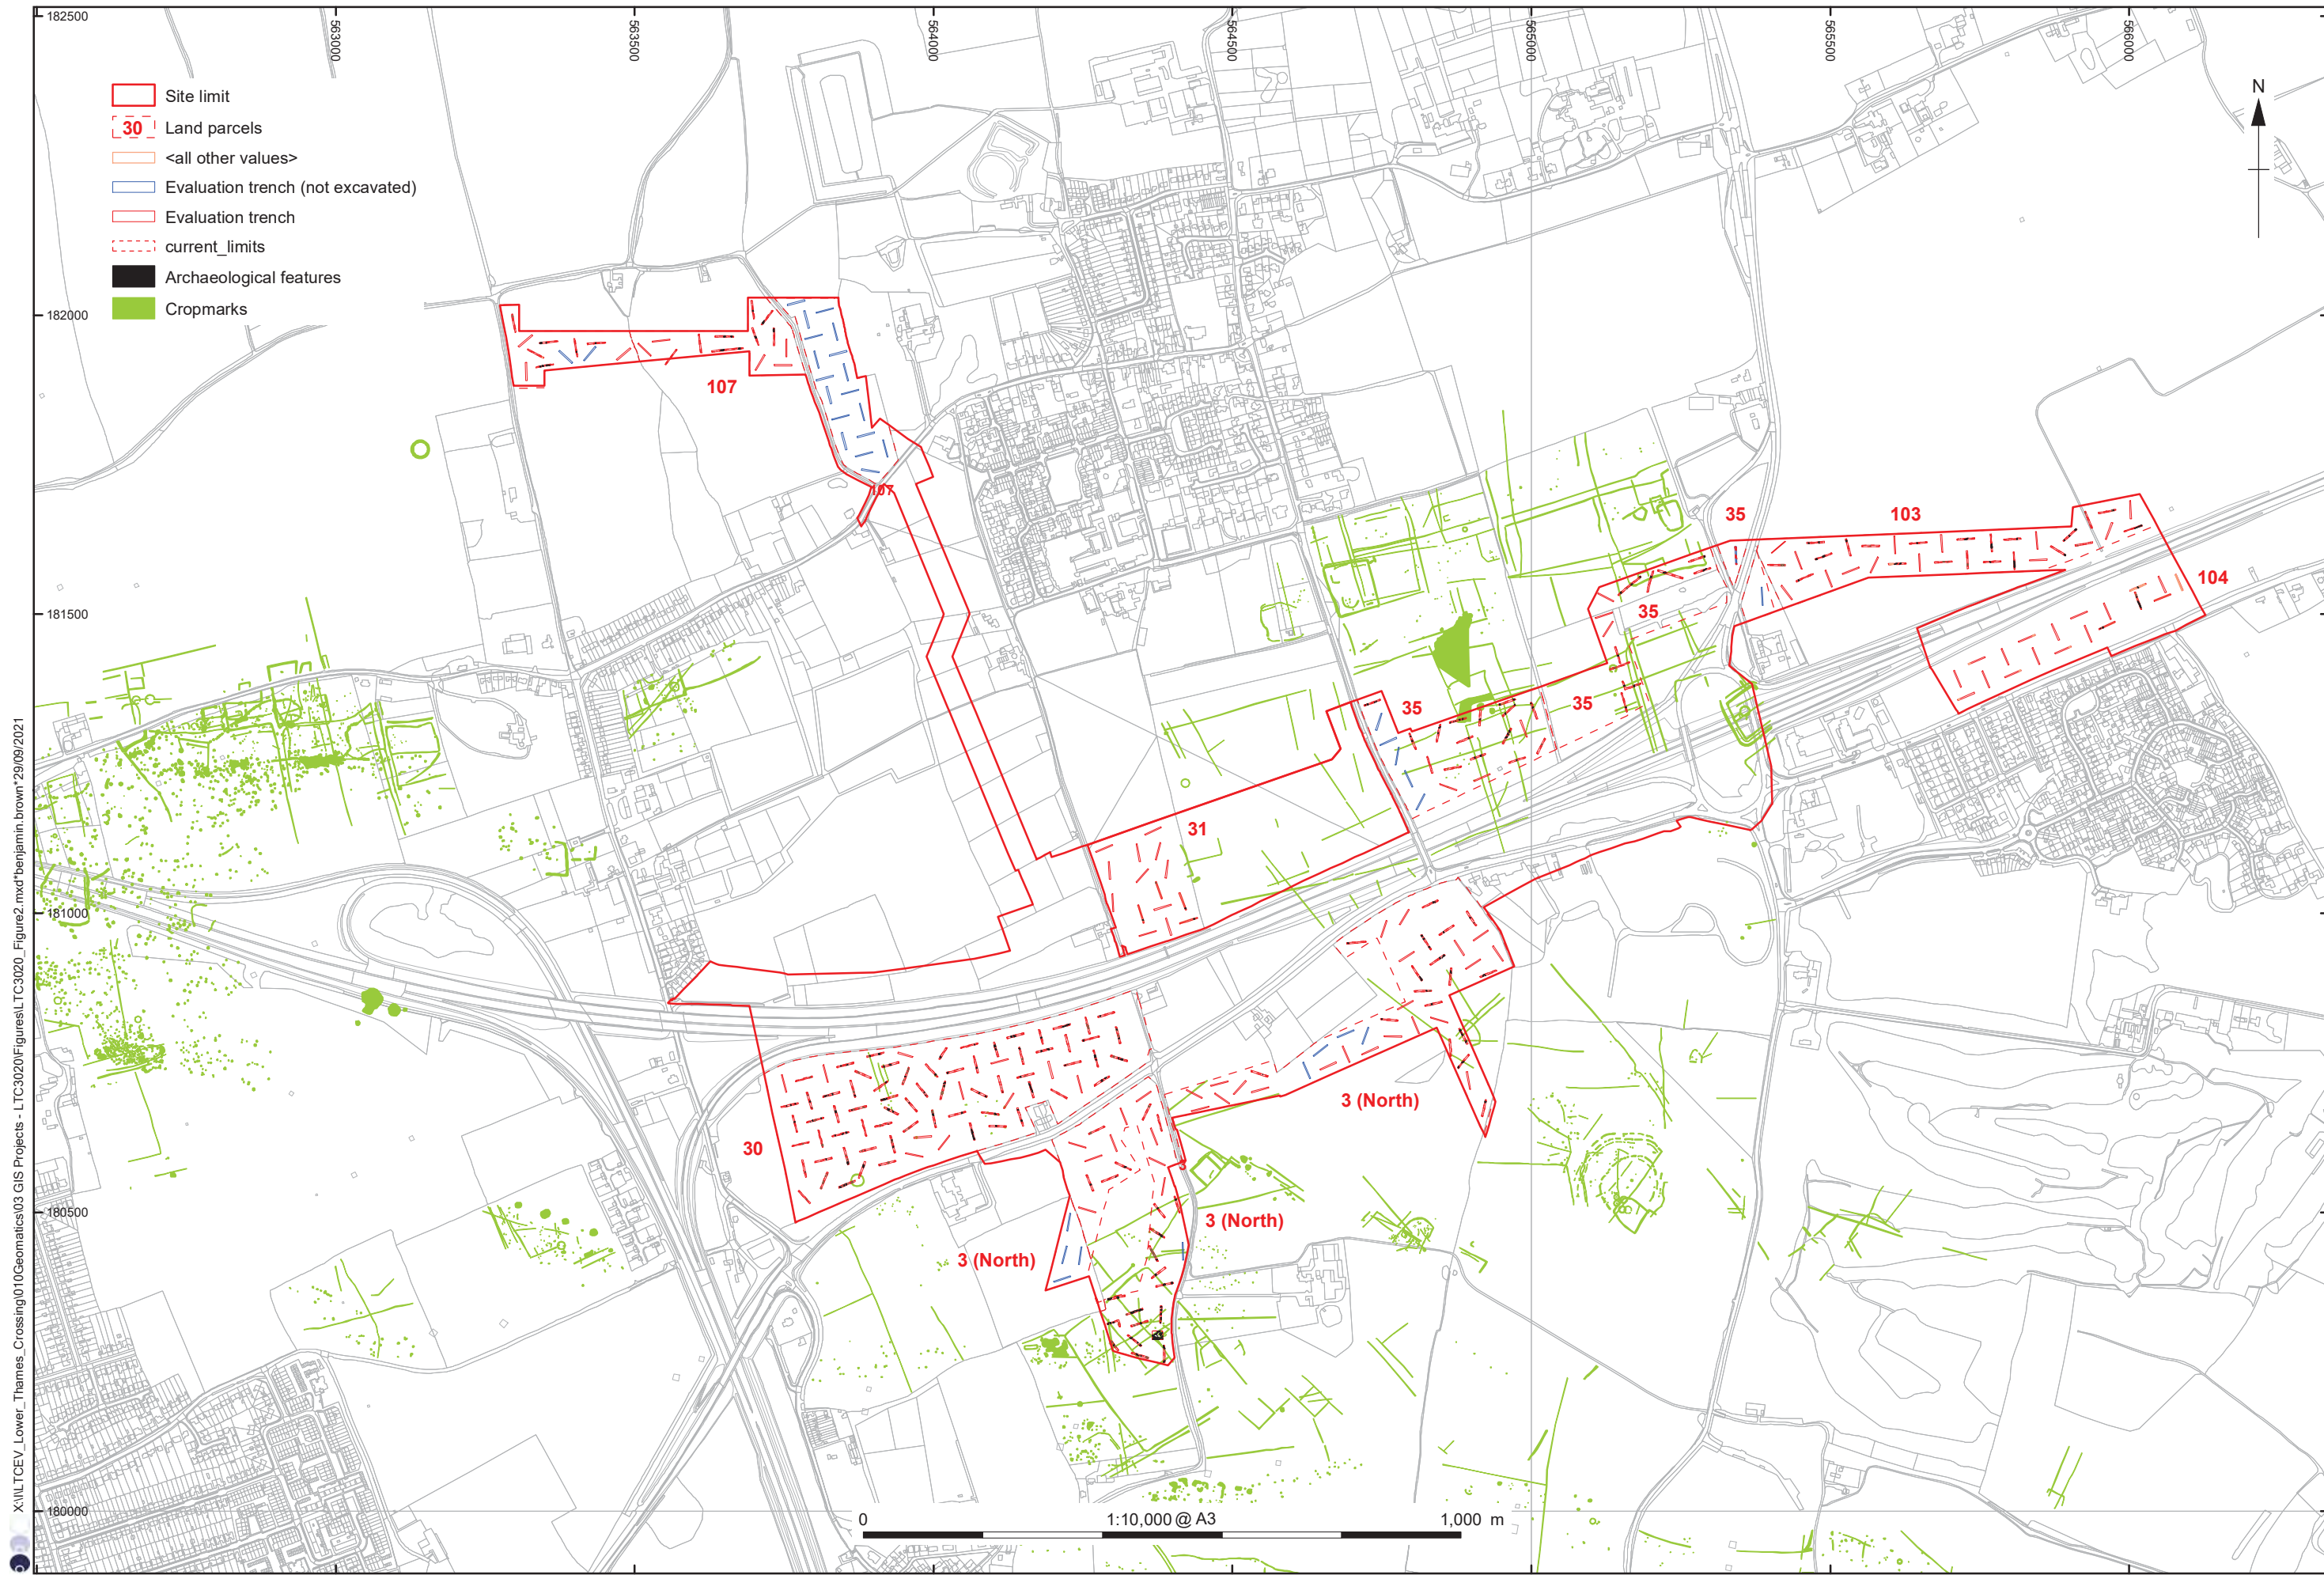 182500
563000
563500
564000
564500
565000
565500
566000
N
Site limit
30 Land parcels
<all other values>
Evaluation trench (not excavated)
Evaluation trench
current_limits
Archaeological features
Cropmarks
182000
107
107
35
103
104
181500
35
35
35
31
181000
3 (North)
30
3
3 (North)
3 (North)
180500
180000
0 1:10,000 @ A3 1,000 m
X:\I\LTCEV_Lower_Thames_Crossing\010Geomatics\03 GIS Projects - LTC3020\Figures\LTC3020_Figure2.mxd*benjamin.brown*29/09/2021